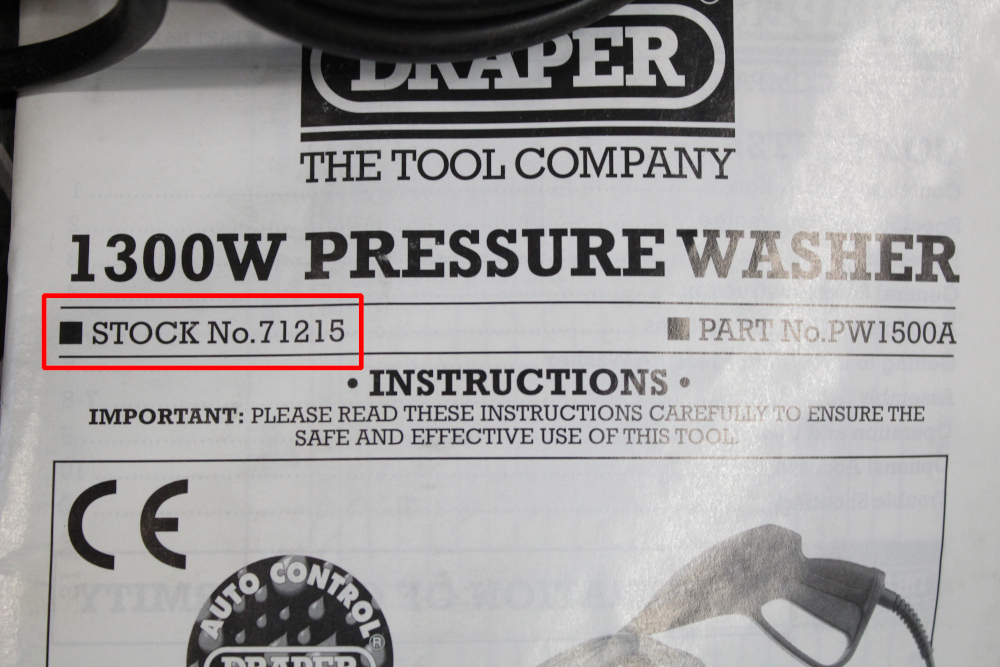 DRAPER
THE TOOL COMPANY
1300W PRESSURE WASHER
■ STOCK No.71215
■ PART No.PW1500A
• INSTRUCTIONS •
IMPORTANT: PLEASE READ THESE INSTRUCTIONS CAREFULLY TO ENSURE THE
SAFE AND EFFECTIVE USE OF THIS TOOL.
CE
AUTO CONTROL®
DRAPER